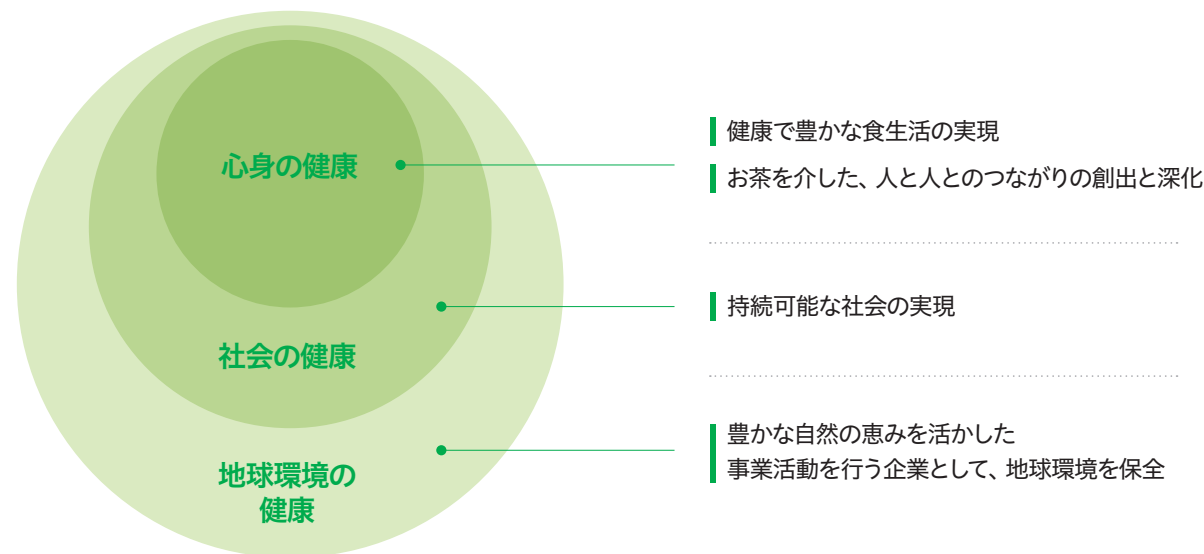 心身の健康
健康で豊かな食生活の実現
お茶を介した、人と人とのつながりの創出と深化
社会の健康
持続可能な社会の実現
地球環境の
健康
豊かな自然の恵みを活かした
事業活動を行う企業として、地球環境を保全